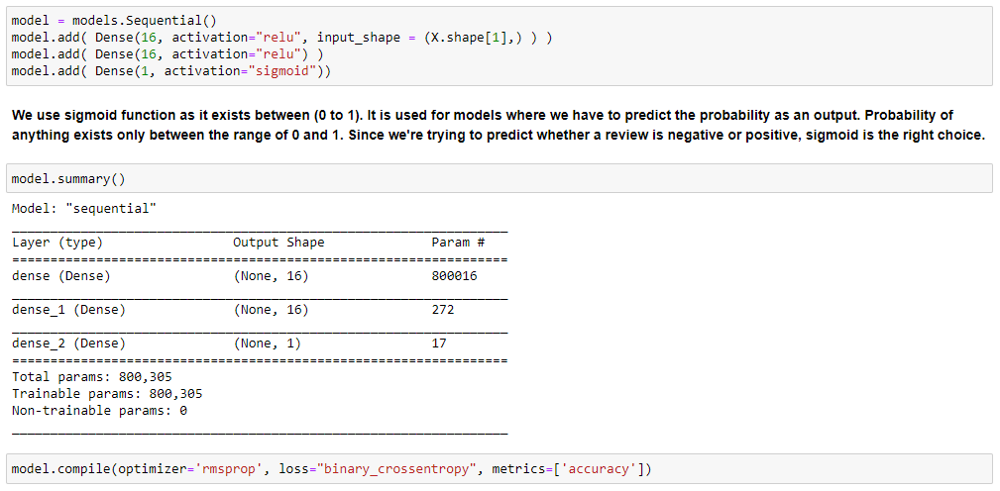 model = models.Sequential()
model.add( Dense(16, activation="relu", input_shape = (X.shape[1],) ) )
model.add( Dense(16, activation="relu") )
model.add( Dense(1, activation="sigmoid"))
We use sigmoid function as it exists between (0 to 1). It is used for models where we have to predict the probability as an output. Probability of
anything exists only between the range of 0 and 1. Since we're trying to predict whether a review is negative or positive, sigmoid is the right choice.
model.summary()
Model: "sequential"
_________________________________________________________________
Layer (type)                 Output Shape              Param #
=================================================================
dense (Dense)                (None, 16)                800016
_________________________________________________________________
dense_1 (Dense)              (None, 16)                272
_________________________________________________________________
dense_2 (Dense)              (None, 1)                 17
=================================================================
Total params: 800,305
Trainable params: 800,305
Non-trainable params: 0
_________________________________________________________________
model.compile(optimizer='rmsprop', loss="binary_crossentropy", metrics=['accuracy'])